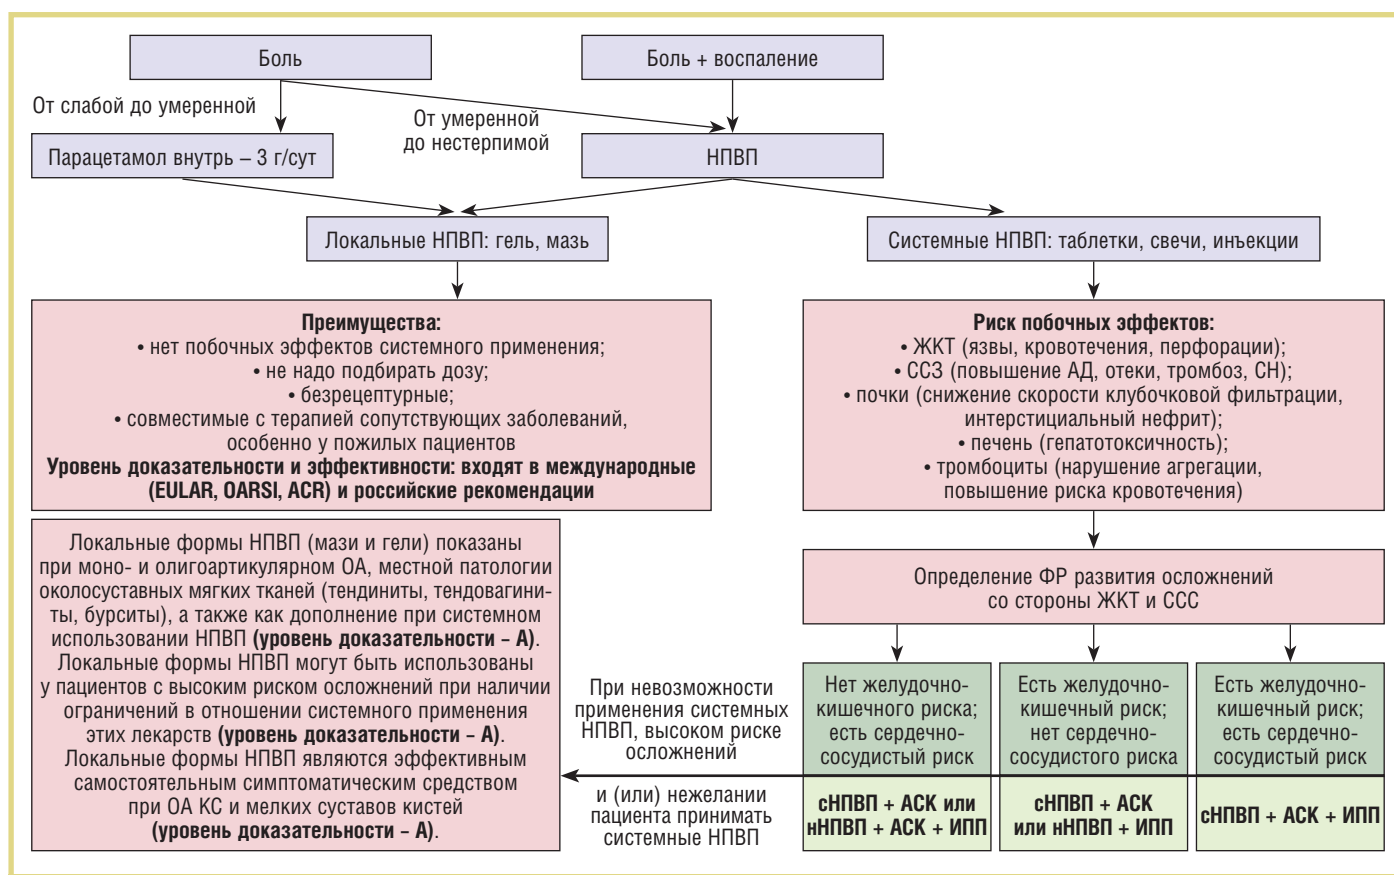 Боль
Боль + воспаление
От слабой до умеренной
От умеренной
до нестерпимой
Парацетамол внутрь – 3 г/сут
НПВП
Локальные НПВП: гель, мазь
Системные НПВП: таблетки, свечи, инъекции
Преимущества:
• нет побочных эффектов системного применения;
• не надо подбирать дозу;
• безрецептурные;
• совместимые с терапией сопутствующих заболеваний,
особенно у пожилых пациентов
Уровень доказательности и эффективности: входят в международные
(EULAR, OARSI, ACR) и российские рекомендации
Риск побочных эффектов:
• ЖКТ (язвы, кровотечения, перфорации);
• ССЗ (повышение АД, отеки, тромбоз, СН);
• почки (снижение скорости клубочковой фильтрации,
интерстициальный нефрит);
• печень (гепатотоксичность);
• тромбоциты (нарушение агрегации,
повышение риска кровотечения)
Локальные формы НПВП (мази и гели) показаны
при моно- и олигоартикулярном ОА, местной патологии
околосуставных мягких тканей (тендиниты, тендовагини-
ты, бурситы), а также как дополнение при системном
использовании НПВП (уровень доказательности – А).
Локальные формы НПВП могут быть использованы
у пациентов с высоким риском осложнений при наличии
ограничений в отношении системного применения
этих лекарств (уровень доказательности – А).
Локальные формы НПВП являются эффективным
самостоятельным симптоматическим средством
при ОА КС и мелких суставов кистей
(уровень доказательности – А).
Определение ФР развития осложнений
со стороны ЖКТ и ССС
При невозможности
применения системных
НПВП, высоком риске
осложнений
и (или) нежелании
пациента принимать
системные НПВП
Нет желудочно-
кишечного риска;
есть сердечно-
сосудистый риск
сНПВП + АСК или
нНПВП + АСК + ИПП
Есть желудочно-
кишечный риск;
нет сердечно-
сосудистого риска
сНПВП + АСК
или нНПВП + ИПП
Есть желудочно-
кишечный риск;
есть сердечно-
сосудистый риск
сНПВП + АСК + ИПП